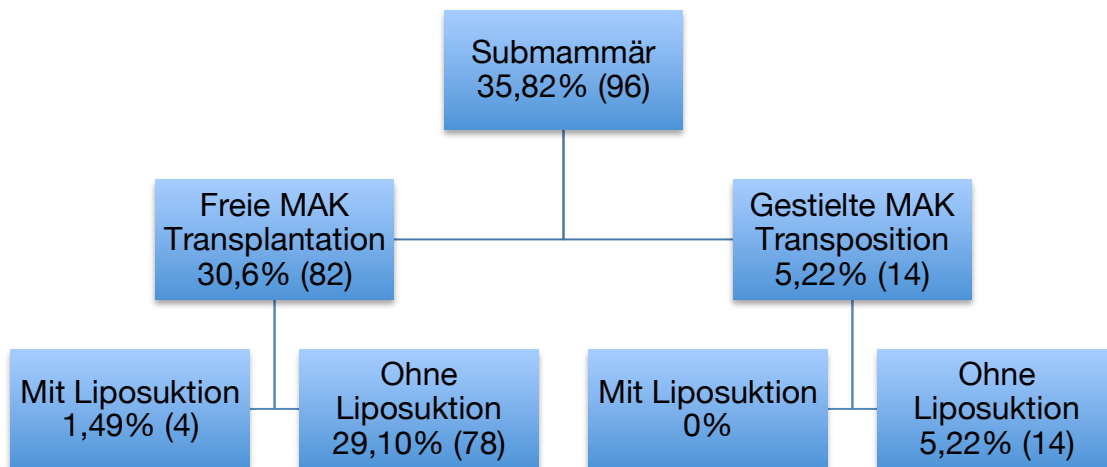 Submammär
35,82% (96)
Freie MAK
Transplantation
30,6% (82)
Gestielte MAK
Transposition
5,22% (14)
Mit Liposuktion
1,49% (4)
Ohne
Liposuktion
29,10% (78)
Mit Liposuktion
0%
Ohne
Liposuktion
5,22% (14)